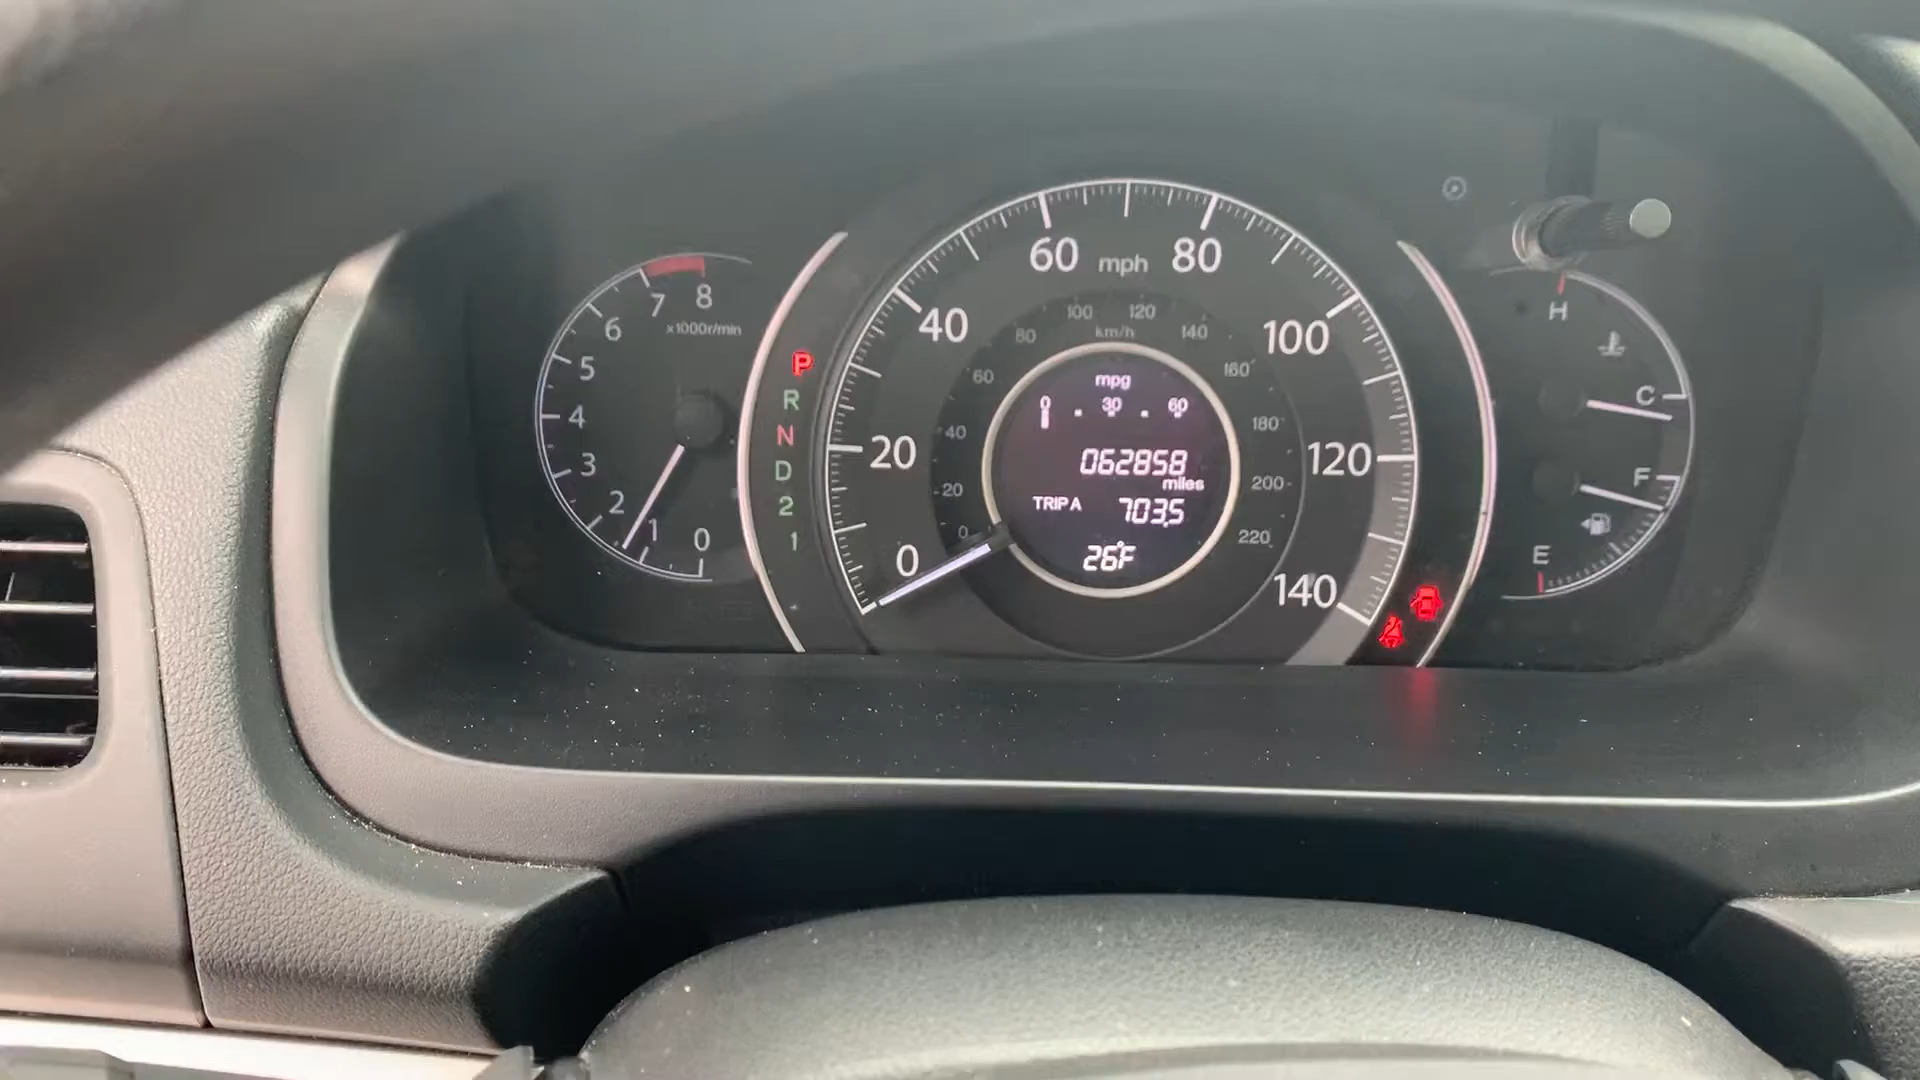 8
7
6
5
4
3
2
1
0
x1000r/min
P
R
N
D
2
1
0
20
40
60
mph
80
100
120
140
0
20
40
60
80
100
km/h
120
140
160
180
200
220
mpg
0 . 30 . 60
062858
miles
TRIP A 703.5
26°F
H
C
F
E